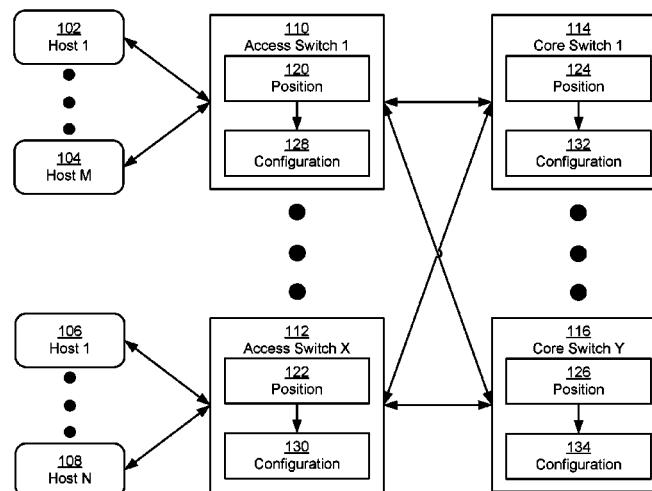 102
Host 1
104
Host M
110
Access Switch 1
120
Position
128
Configuration
114
Core Switch 1
124
Position
132
Configuration
106
Host 1
108
Host N
112
Access Switch X
122
Position
130
Configuration
116
Core Switch Y
126
Position
134
Configuration